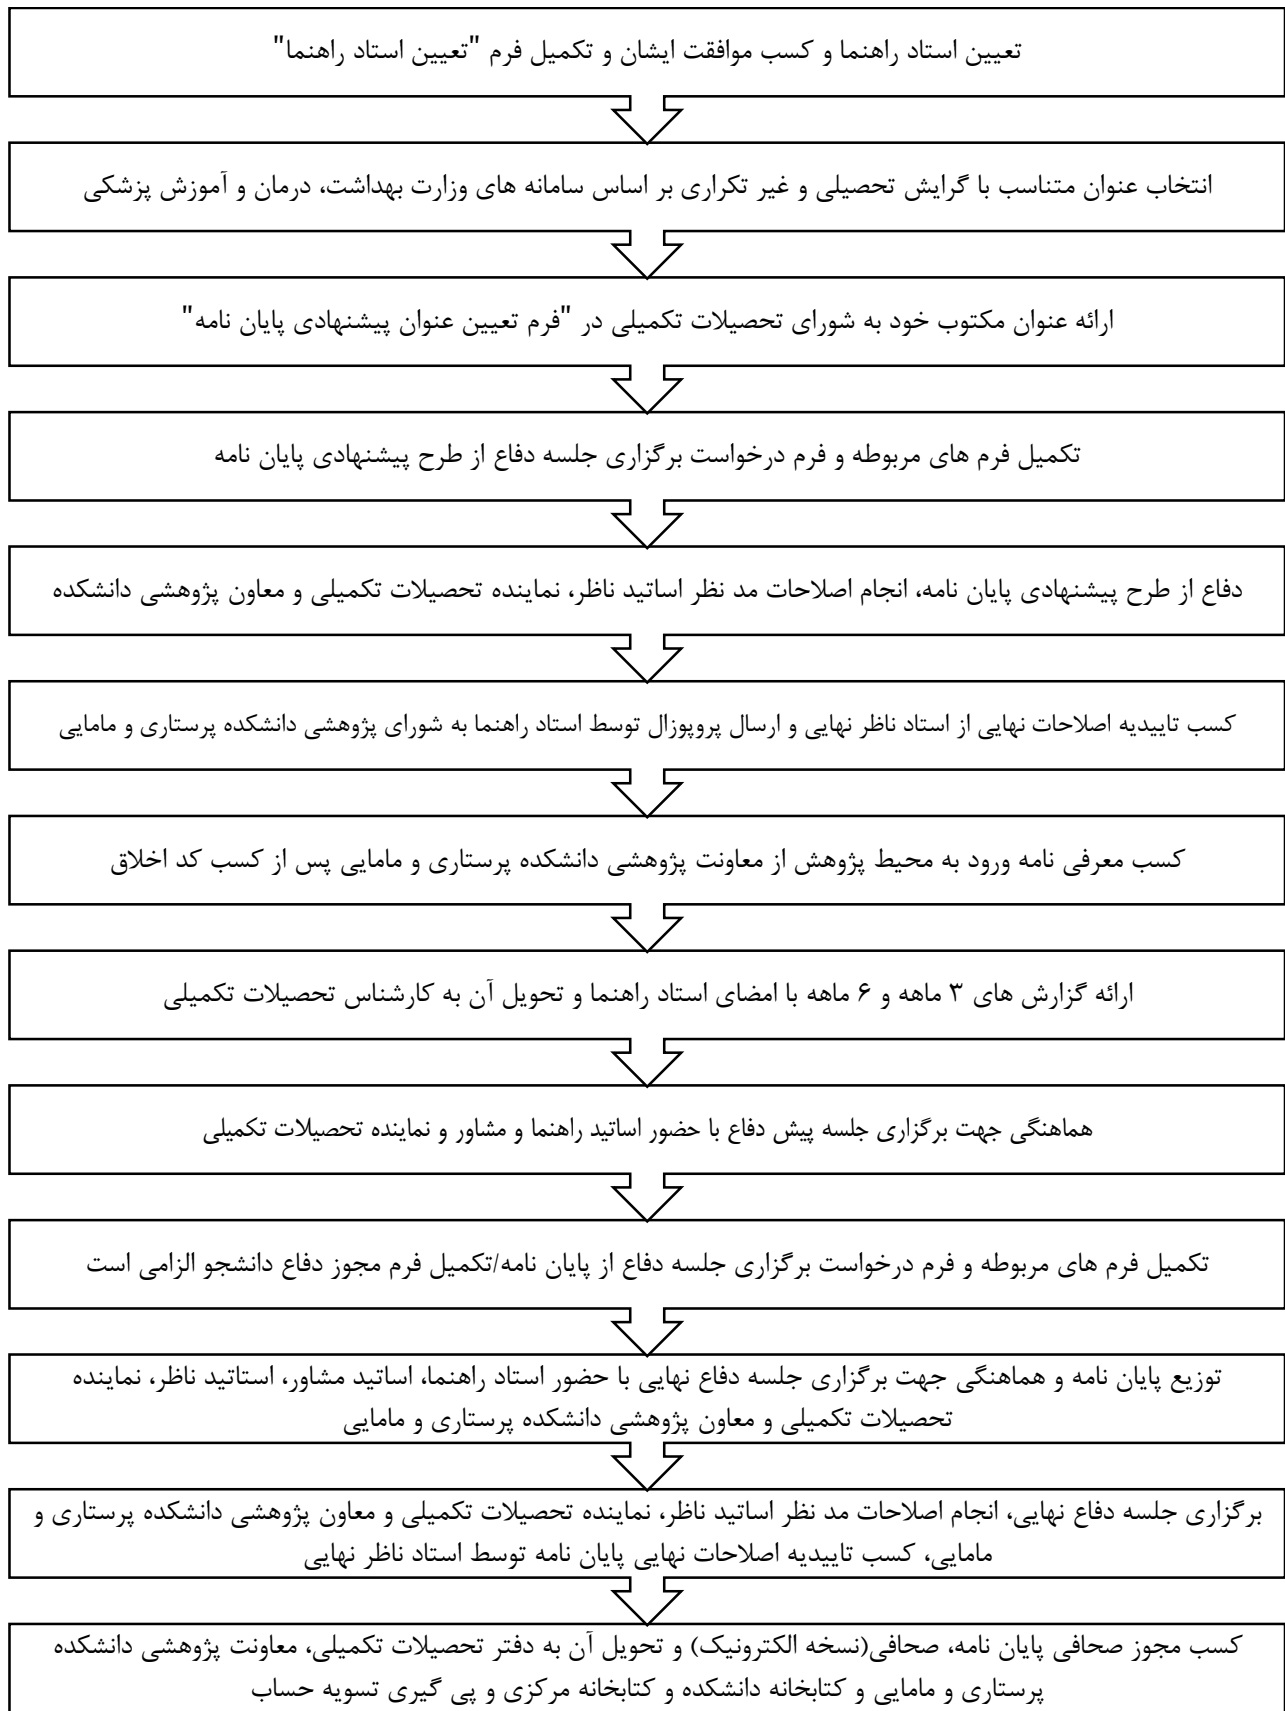 تعیین استاد راهنما و کسب موافقت ایشان و تکمیل فرم "تعیین استاد راهنما"
انتخاب عنوان متناسب با گرایش تحصیلی و غیر تکراری بر اساس سامانه های وزارت بهداشت، درمان و آموزش پزشکی
ارائه عنوان مکتوب خود به شورای تحصیلات تکمیلی در "فرم تعیین عنوان پیشنهادی پایان نامه"
تکمیل فرم های مربوطه و فرم درخواست برگزاری جلسه دفاع از طرح پیشنهادی پایان نامه
دفاع از طرح پیشنهادی پایان نامه، انجام اصلاحات مد نظر اساتید ناظر، نماینده تحصیلات تکمیلی و معاون پژوهشی دانشکده
کسب تاییدیه اصلاحات نهایی از استاد ناظر نهایی و ارسال پروپوزال توسط استاد راهنما به شورای پژوهشی دانشکده پرستاری و مامایی
کسب معرفی نامه ورود به محیط پژوهش از معاونت پژوهشی دانشکده پرستاری و مامایی پس از کسب کد اخلاق
ارائه گزارش های ۳ ماهه و ۶ ماهه با امضای استاد راهنما و تحویل آن به کارشناس تحصیلات تکمیلی
هماهنگی جهت برگزاری جلسه پیش دفاع با حضور اساتید راهنما و مشاور و نماینده تحصیلات تکمیلی
تکمیل فرم های مربوطه و فرم درخواست برگزاری جلسه دفاع از پایان نامه/تکمیل فرم مجوز دفاع دانشجو الزامی است
توزیع پایان نامه و هماهنگی جهت برگزاری جلسه دفاع نهایی با حضور استاد راهنما، اساتید مشاور، استاتید ناظر، نماینده
تحصیلات تکمیلی و معاون پژوهشی دانشکده پرستاری و مامایی
برگزاری جلسه دفاع نهایی، انجام اصلاحات مد نظر اساتید ناظر، نماینده تحصیلات تکمیلی و معاون پژوهشی دانشکده پرستاری و
مامایی، کسب تاییدیه اصلاحات نهایی پایان نامه توسط استاد ناظر نهایی
کسب مجوز صحافی پایان نامه، صحافی(نسخه الکترونیک) و تحویل آن به دفتر تحصیلات تکمیلی، معاونت پژوهشی دانشکده
پرستاری و مامایی و کتابخانه دانشکده و کتابخانه مرکزی و پی گیری تسویه حساب